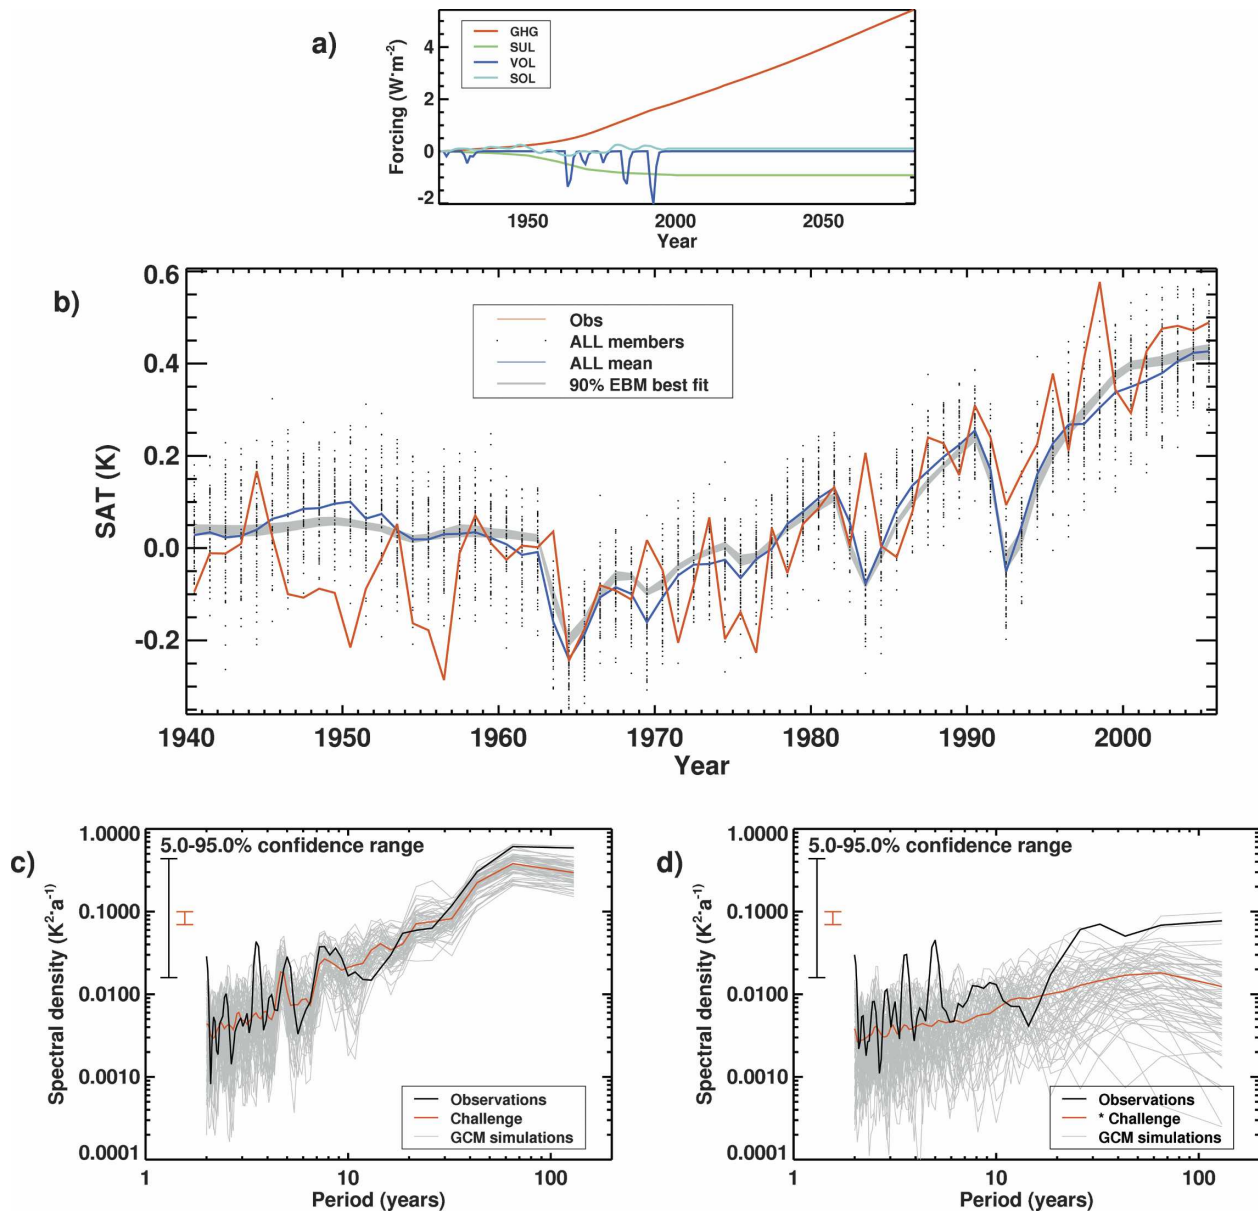 a)
GHG
SUL
VOL
SOL
Forcing (W·m-2)
4
2
0
-2
1950
2000
2050
Year
b)
Obs
ALL members
ALL mean
90% EBM best fit
SAT (K)
0.6
0.4
0.2
0.0
-0.2
1940
1950
1960
1970
1980
1990
2000
Year
c)
5.0-95.0% confidence range
Spectral density (K2·a-1)
1.0000
0.1000
0.0100
0.0010
0.0001
Observations
Challenge
GCM simulations
1
10
100
Period (years)
d)
5.0-95.0% confidence range
Spectral density (K2·a-1)
1.0000
0.1000
0.0100
0.0010
0.0001
Observations
* Challenge
GCM simulations
1
10
100
Period (years)